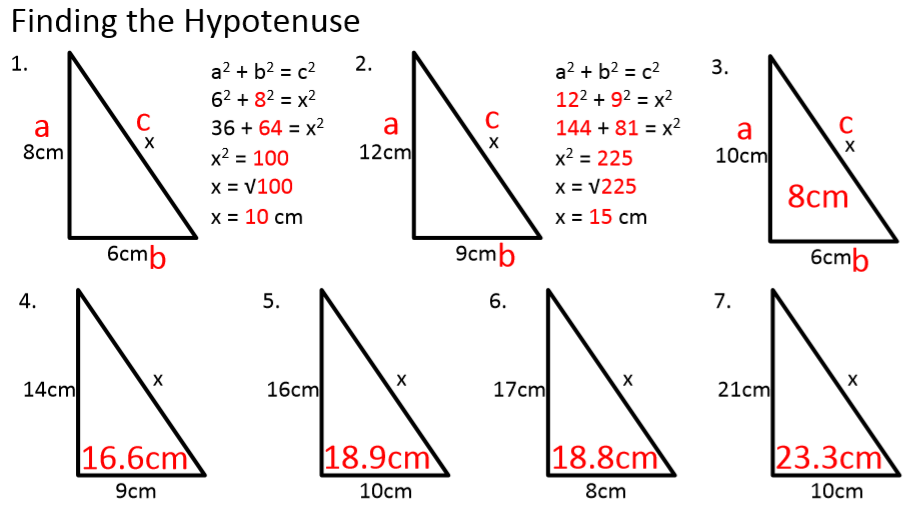 Finding the Hypotenuse
1.
a
8cm
c
x
6cm b
a² + b² = c²
6² + 8² = x²
36 + 64 = x²
x² = 100
x = √100
x = 10 cm
2.
a
12cm
c
x
9cm b
a² + b² = c²
12² + 9² = x²
144 + 81 = x²
x² = 225
x = √225
x = 15 cm
3.
a
10cm
c
x
8cm
6cm b
4.
14cm
x
16.6cm
9cm
5.
16cm
x
18.9cm
10cm
6.
17cm
x
18.8cm
8cm
7.
21cm
x
23.3cm
10cm